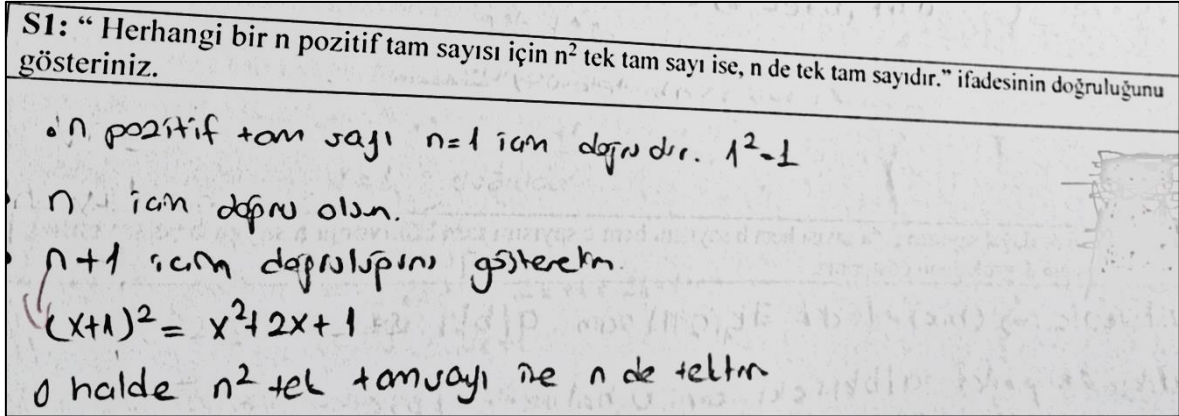 S1: “ Herhangi bir n pozitif tam sayısı için n² tek tam sayı ise, n de tek tam sayıdır.” ifadesinin doğruluğunu
gösteriniz.
n pozitif tam sayı n=1 için doğrudur. 1²=1
n için doğru olsun.
n+1 için doğruluğunu gösterelim.
(x+1)² = x²+2x+1
O halde n² tek tamsayı ise n de tektir